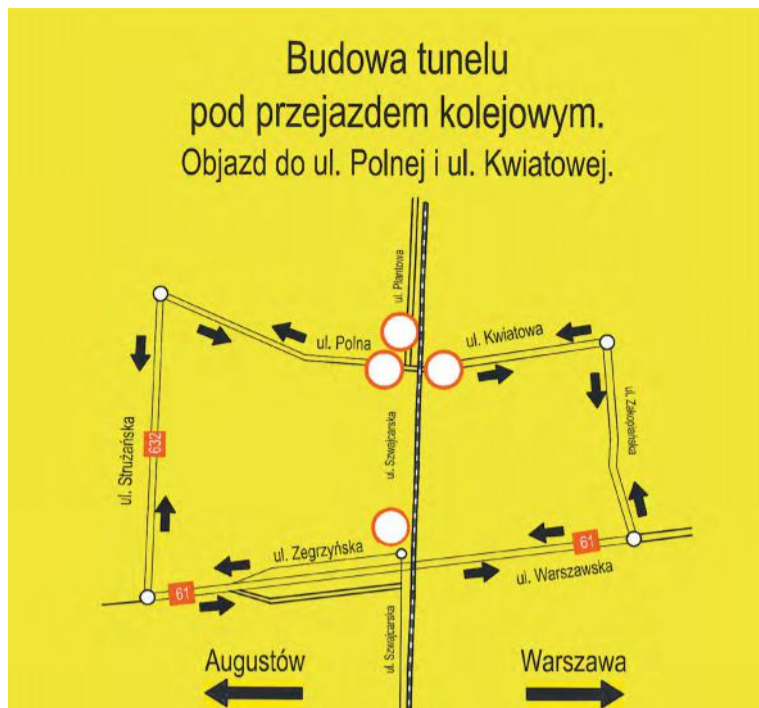 Budowa tunelu
pod przejazdem kolejowym.
Objazd do ul. Polnej i ul. Kwiatowej.
ul. Plantowa
ul. Polna
ul. Kwiatowa
ul. Strużańska
632
ul. Szwajcarska
ul. Zakopiańska
ul. Zegrzyńska
61
61
ul. Warszawska
ul. Szwajcarska
Augustów
Warszawa